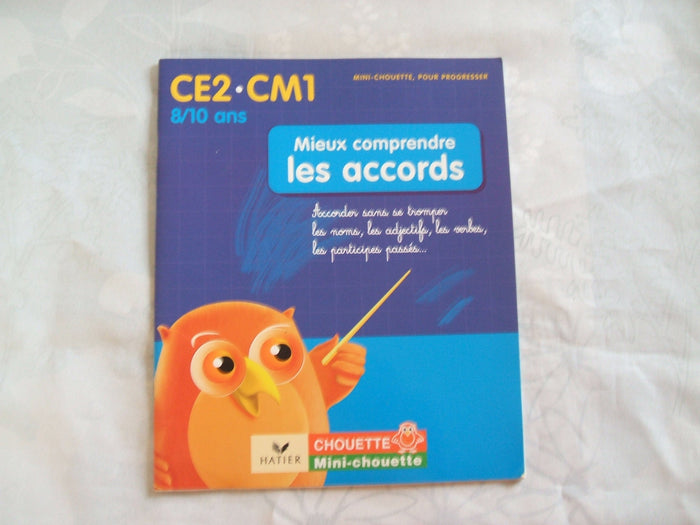 CE2・CM1
MINI-CHOUETTE, POUR PROGRESSER
8/10 ans
Mieux comprendre
les accords
Accorder sans se tromper
les noms, les adjectifs, les verbes,
les participes passés...
HATIER
CHOUETTE
Mini-chouette